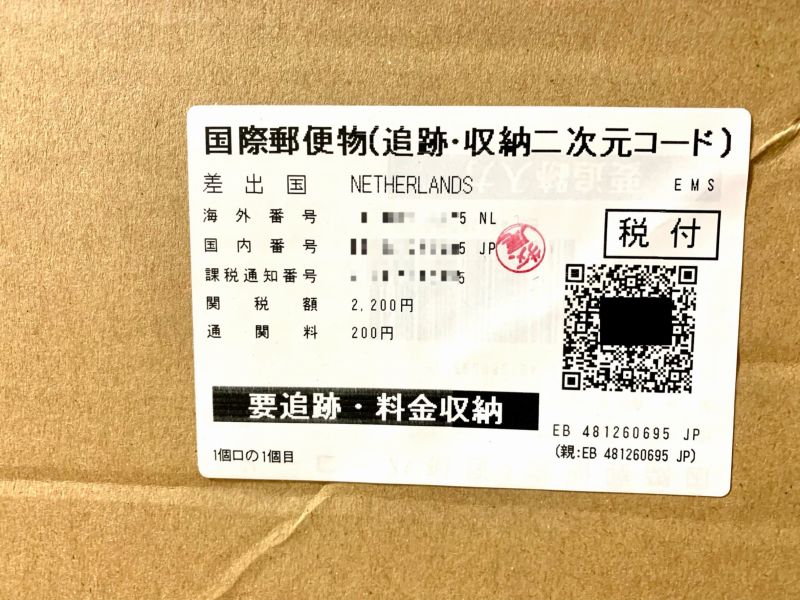 国際郵便物(追跡・収納二次元コード)
差出国 NETHERLANDS EMS
海外番号 5 NL
国内番号 5 JP
税付
課税通知番号 5
関税額 2,200円
通関料 200円
要追跡・料金収納
EB 481260695 JP
(親:EB 481260695 JP)
1個口の1個目